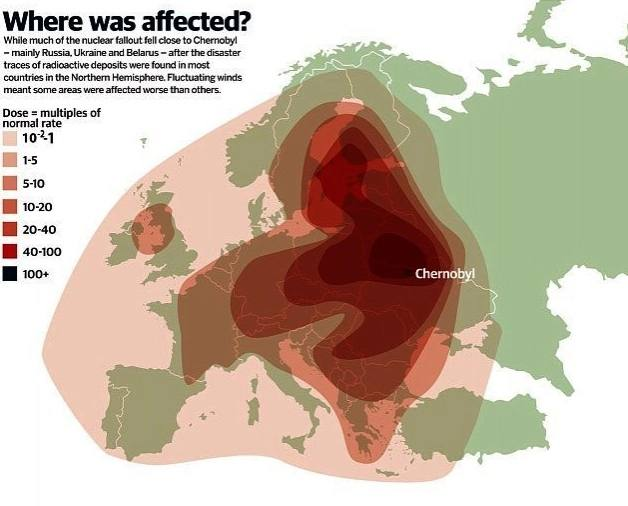 Where was affected?
While much of the nuclear fallout fell close to Chernobyl
– mainly Russia, Ukraine and Belarus – after the disaster
traces of radioactive deposits were found in most
countries in the Northern Hemisphere. Fluctuating winds
meant some areas were affected worse than others.
Dose = multiples of
normal rate
10⁻²-1
1-5
5-10
10-20
20-40
40-100
100+
Chernobyl